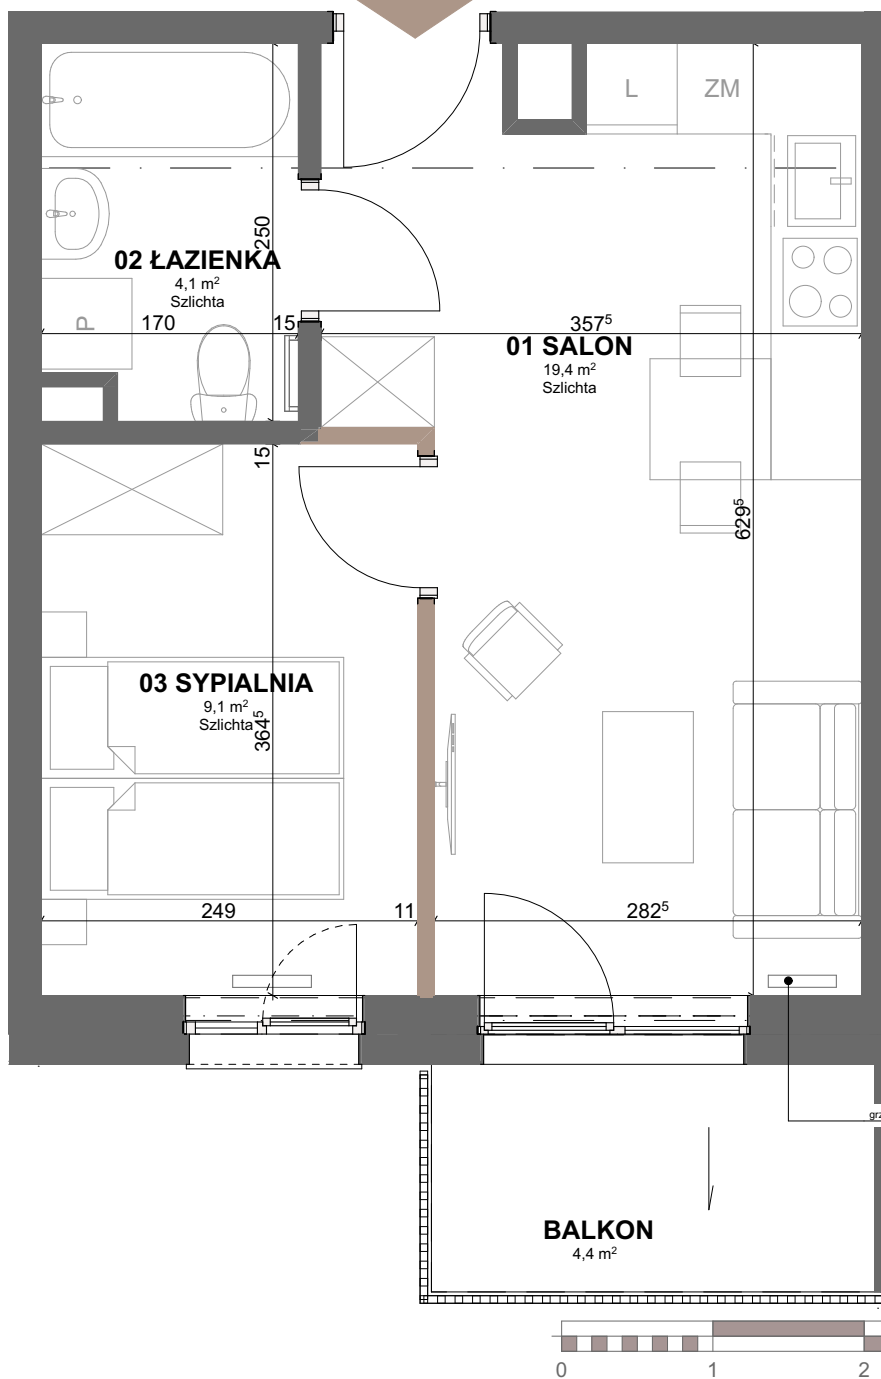 L
ZM
250
02 ŁAZIENKA
4,1 m²
Szlichta
P
170
15
357⁵
01 SALON
19,4 m²
Szlichta
15
629⁵
03 SYPIALNIA
9,1 m²
Szlichta
364⁵
249
11
282⁵
BALKON
4,4 m²
0 1 2